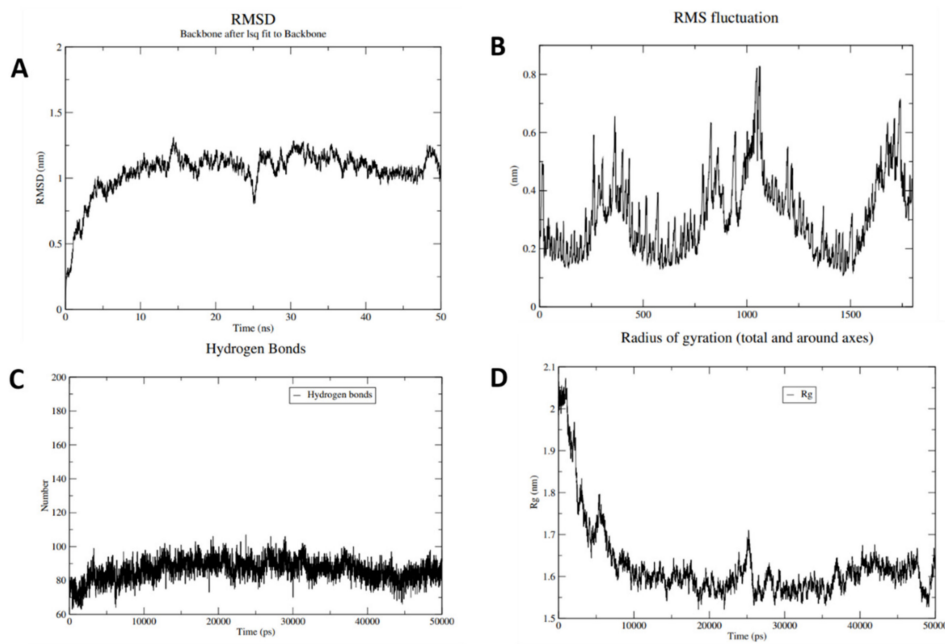 A
RMSD
Backbone after lsq fit to Backbone
2
1.5
1
0.5
0
RMSD (nm)
0 10 20 30 40 50
Time (ns)
B
RMS fluctuation
0.8
0.6
0.4
0.2
0
(nm)
0 500 1000 1500
C
Hydrogen Bonds
200
180
160
140
120
100
80
60
Number
Hydrogen bonds
0 10000 20000 30000 40000 50000
Time (ps)
D
Radius of gyration (total and around axes)
2.1
2
1.9
1.8
1.7
1.6
1.5
Rg (nm)
Rg
0 10000 20000 30000 40000 50000
Time (ps)